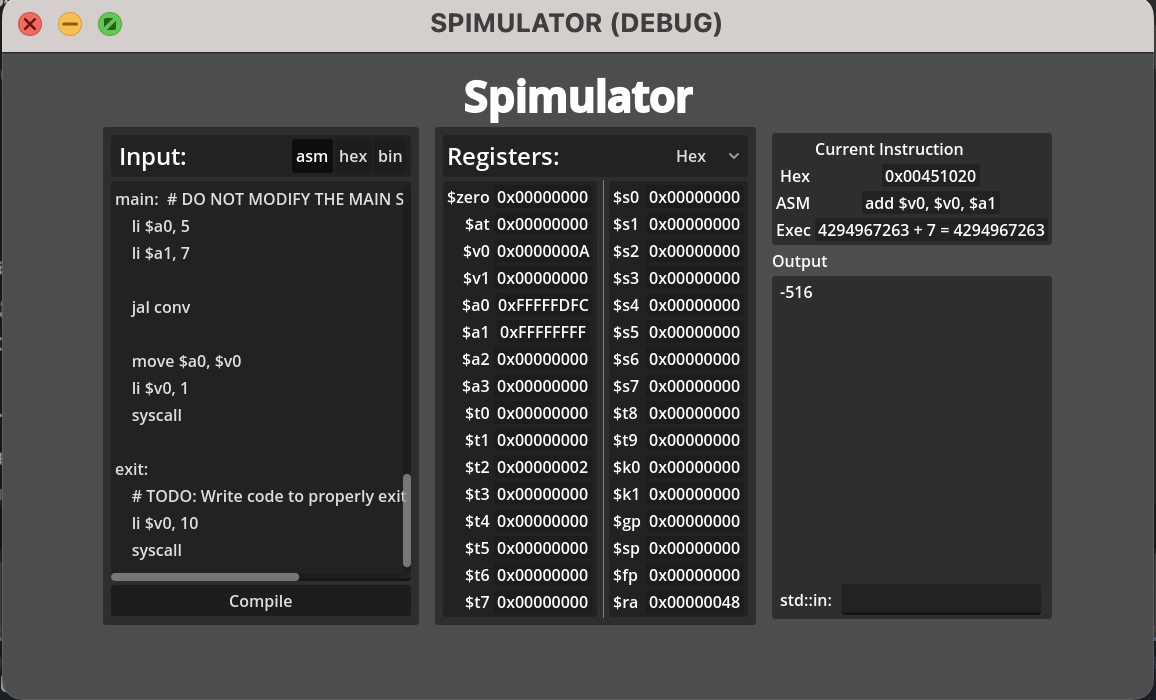 SPIMULATOR (DEBUG)
Spimulator
Input:
asm hex bin
main:  # DO NOT MODIFY THE MAIN S
li $a0, 5
li $a1, 7
jal conv
move $a0, $v0
li $v0, 1
syscall
exit:
# TODO: Write code to properly exit
li $v0, 10
syscall
Compile
Registers:
Hex
$zero 0x00000000
$at 0x00000000
$v0 0x0000000A
$v1 0x00000000
$a0 0xFFFFFDFC
$a1 0xFFFFFFFF
$a2 0x00000000
$a3 0x00000000
$t0 0x00000000
$t1 0x00000000
$t2 0x00000002
$t3 0x00000000
$t4 0x00000000
$t5 0x00000000
$t6 0x00000000
$t7 0x00000000
$s0 0x00000000
$s1 0x00000000
$s2 0x00000000
$s3 0x00000000
$s4 0x00000000
$s5 0x00000000
$s6 0x00000000
$s7 0x00000000
$t8 0x00000000
$t9 0x00000000
$k0 0x00000000
$k1 0x00000000
$gp 0x00000000
$sp 0x00000000
$fp 0x00000000
$ra 0x00000048
Current Instruction
Hex 0x00451020
ASM add $v0, $v0, $a1
Exec 4294967263 + 7 = 4294967263
Output
-516
std::in: